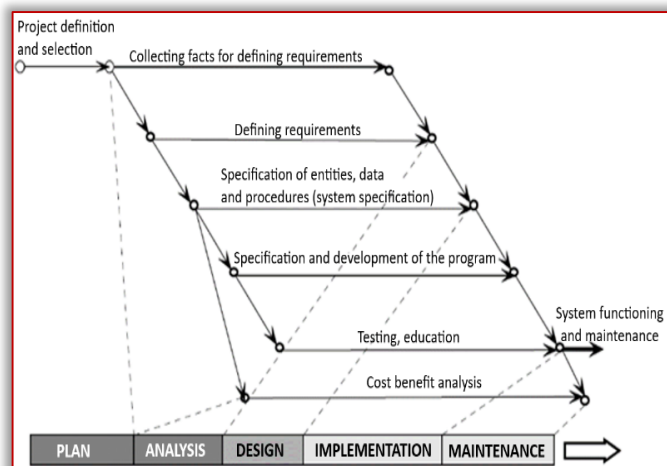 Project definition
and selection
Collecting facts for defining requirements
Defining requirements
Specification of entities, data
and procedures (system specification)
Specification and development of the program
System functioning
and maintenance
Testing, education
Cost benefit analysis
PLAN
ANALYSIS
DESIGN
IMPLEMENTATION
MAINTENANCE